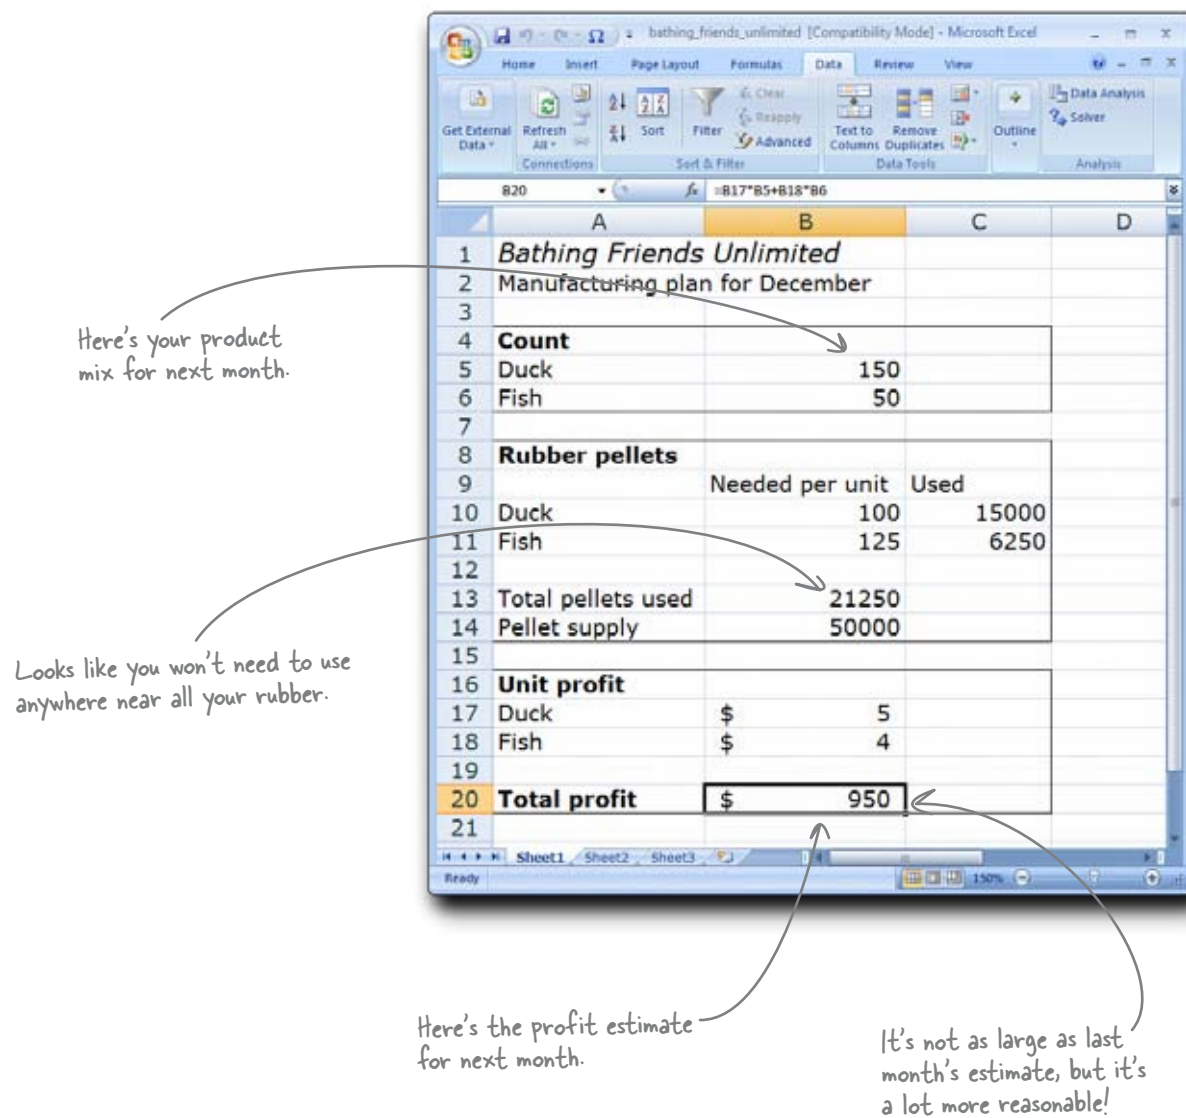 bathing_friends_unlimited [Compatibility Mode] - Microsoft Excel
Home Insert Page Layout Formulas Data Review View
Get External Data
Refresh All
Connections
Sort
Filter
Clear
Reapply
Advanced
Sort & Filter
Text to Columns
Remove Duplicates
Data Tools
Outline
Data Analysis
Solver
Analysis
B20 fx =B17*B5+B18*B6
A B C D
1 Bathing Friends Unlimited
2 Manufacturing plan for December
3
4 Count
5 Duck 150
6 Fish 50
7
8 Rubber pellets
9 Needed per unit Used
10 Duck 100 15000
11 Fish 125 6250
12
13 Total pellets used 21250
14 Pellet supply 50000
15
16 Unit profit
17 Duck $ 5
18 Fish $ 4
19
20 Total profit $ 950
21
Sheet1 Sheet2 Sheet3
Ready 150%
Here's your product
mix for next month.
Looks like you won't need to use
anywhere near all your rubber.
Here's the profit estimate
for next month.
It's not as large as last
month's estimate, but it's
a lot more reasonable!